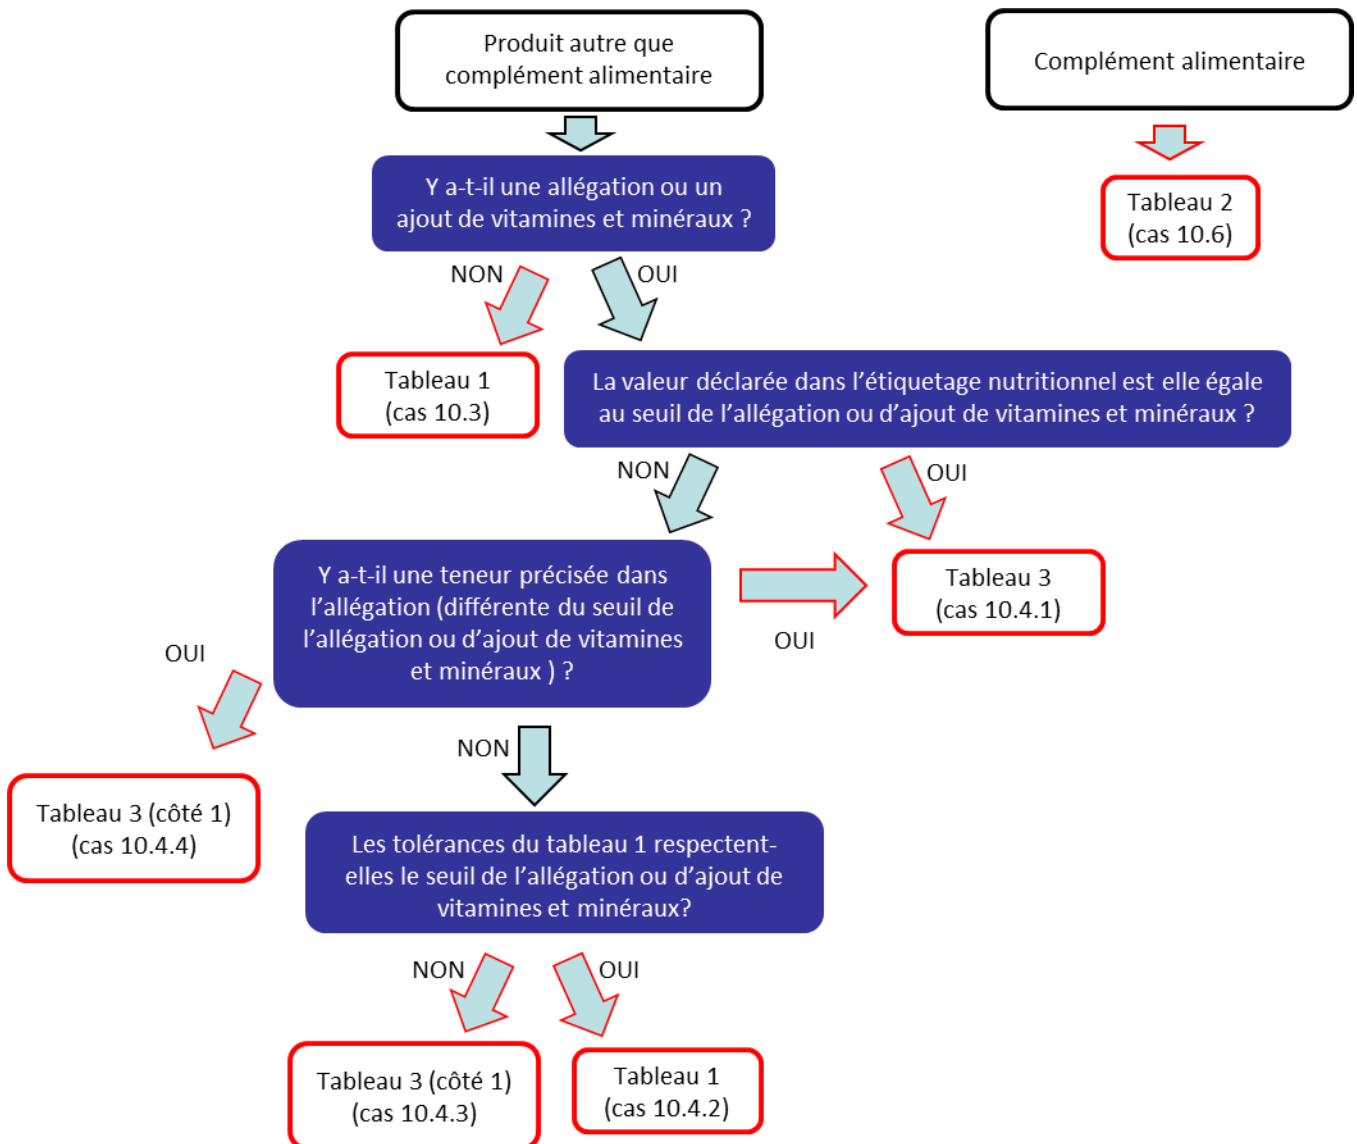 Produit autre que
complément alimentaire
Complément alimentaire
Y a-t-il une allégation ou un
ajout de vitamines et minéraux ?
Tableau 2
(cas 10.6)
NON
OUI
Tableau 1
(cas 10.3)
La valeur déclarée dans l’étiquetage nutritionnel est elle égale
au seuil de l’allégation ou d’ajout de vitamines et minéraux ?
NON
OUI
Y a-t-il une teneur précisée dans
l’allégation (différente du seuil de
l’allégation ou d’ajout de vitamines
et minéraux ) ?
Tableau 3
(cas 10.4.1)
OUI
OUI
NON
Tableau 3 (côté 1)
(cas 10.4.4)
Les tolérances du tableau 1 respectent-
elles le seuil de l’allégation ou d’ajout de
vitamines et minéraux?
NON
OUI
Tableau 3 (côté 1)
(cas 10.4.3)
Tableau 1
(cas 10.4.2)